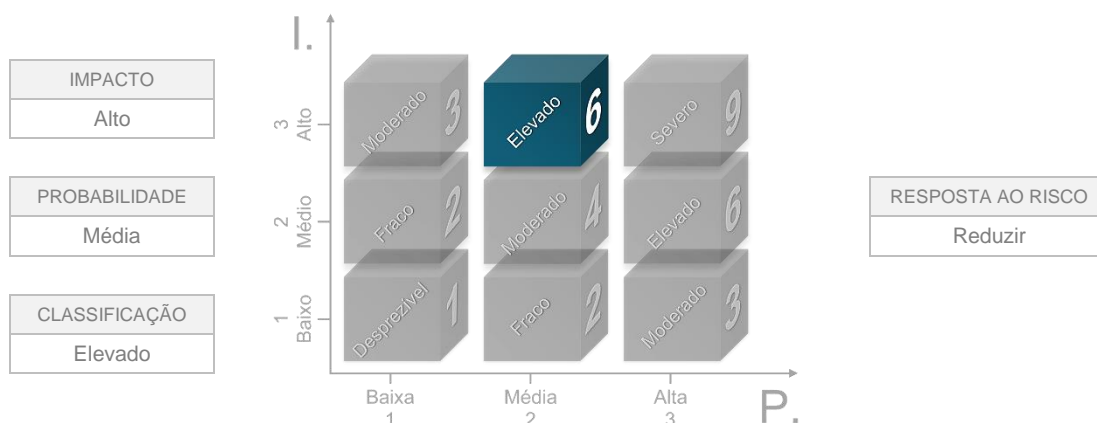 IMPACTO
Alto
PROBABILIDADE
Média
CLASSIFICAÇÃO
Elevado
I.
3
Alto
2
Médio
1
Baixo
Moderado 3
Elevado 6
Severo 9
Fraco 2
Moderado 4
Elevado 6
Desprezível 1
Fraco 2
Moderado 3
Baixa
1
Média
2
Alta
3
P.
RESPOSTA AO RISCO
Reduzir